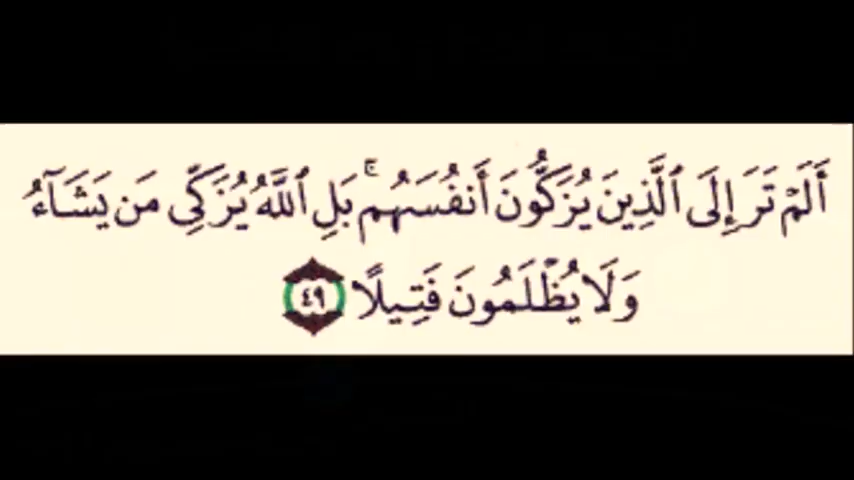 أَلَمْ تَرَ إِلَى ٱلَّذِينَ يُزَكُّونَ أَنفُسَهُم ۚ بَلِ ٱللَّهُ يُزَكِّى مَن يَشَآءُ
وَلَا يُظْلَمُونَ فَتِيلًا ٤٩